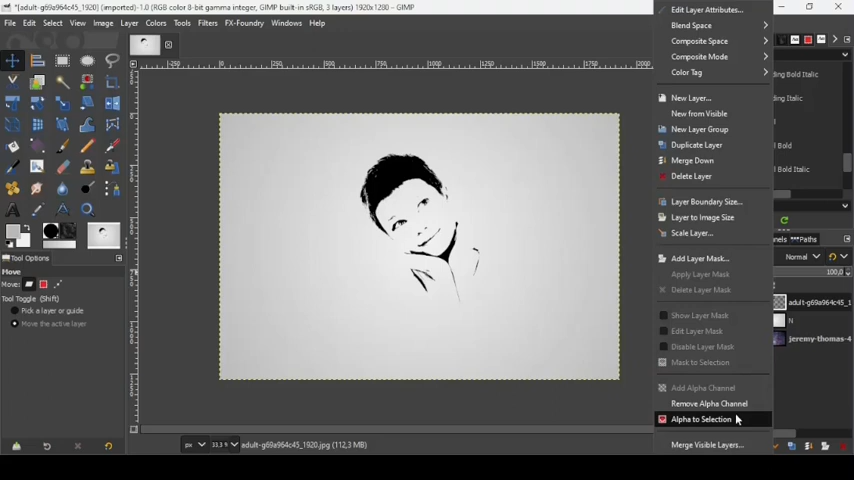 *[adult-g69a964c45_1920] (imported)-1.0 (RGB color 8-bit gamma integer, GIMP built-in sRGB, 3 layers) 1920x1280 – GIMP
File Edit Select View Image Layer Colors Tools Filters FX-Foundry Windows Help
Edit Layer Attributes...
Blend Space
Composite Space
Composite Mode
Color Tag
New Layer...
New from Visible
New Layer Group
Duplicate Layer
Merge Down
Delete Layer
Layer Boundary Size...
Layer to Image Size
Scale Layer...
Add Layer Mask...
Apply Layer Mask
Delete Layer Mask
Show Layer Mask
Edit Layer Mask
Disable Layer Mask
Mask to Selection
Add Alpha Channel
Remove Alpha Channel
Alpha to Selection
Merge Visible Layers...
Tool Options
Move
Move:
Tool Toggle (Shift)
Pick a layer or guide
Move the active layer
px 33.3 % adult-g69a964c45_1920.jpg (112,3 MB)
ding Bold Italic
ding Italic
Bold
Bold Italic
nels Paths
Normal
100,0
adult-g69a964c45_1
N
jeremy-thomas-4